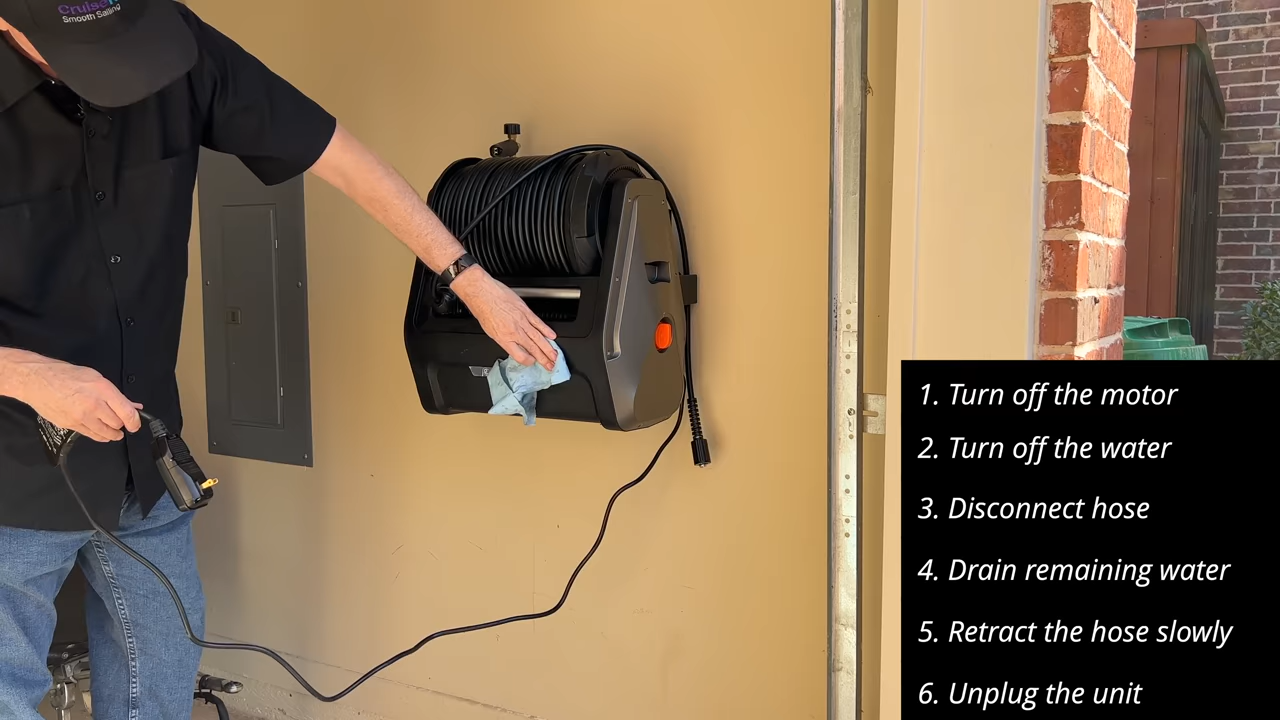 Cruise
Smooth Sailing
1. Turn off the motor
2. Turn off the water
3. Disconnect hose
4. Drain remaining water
5. Retract the hose slowly
6. Unplug the unit